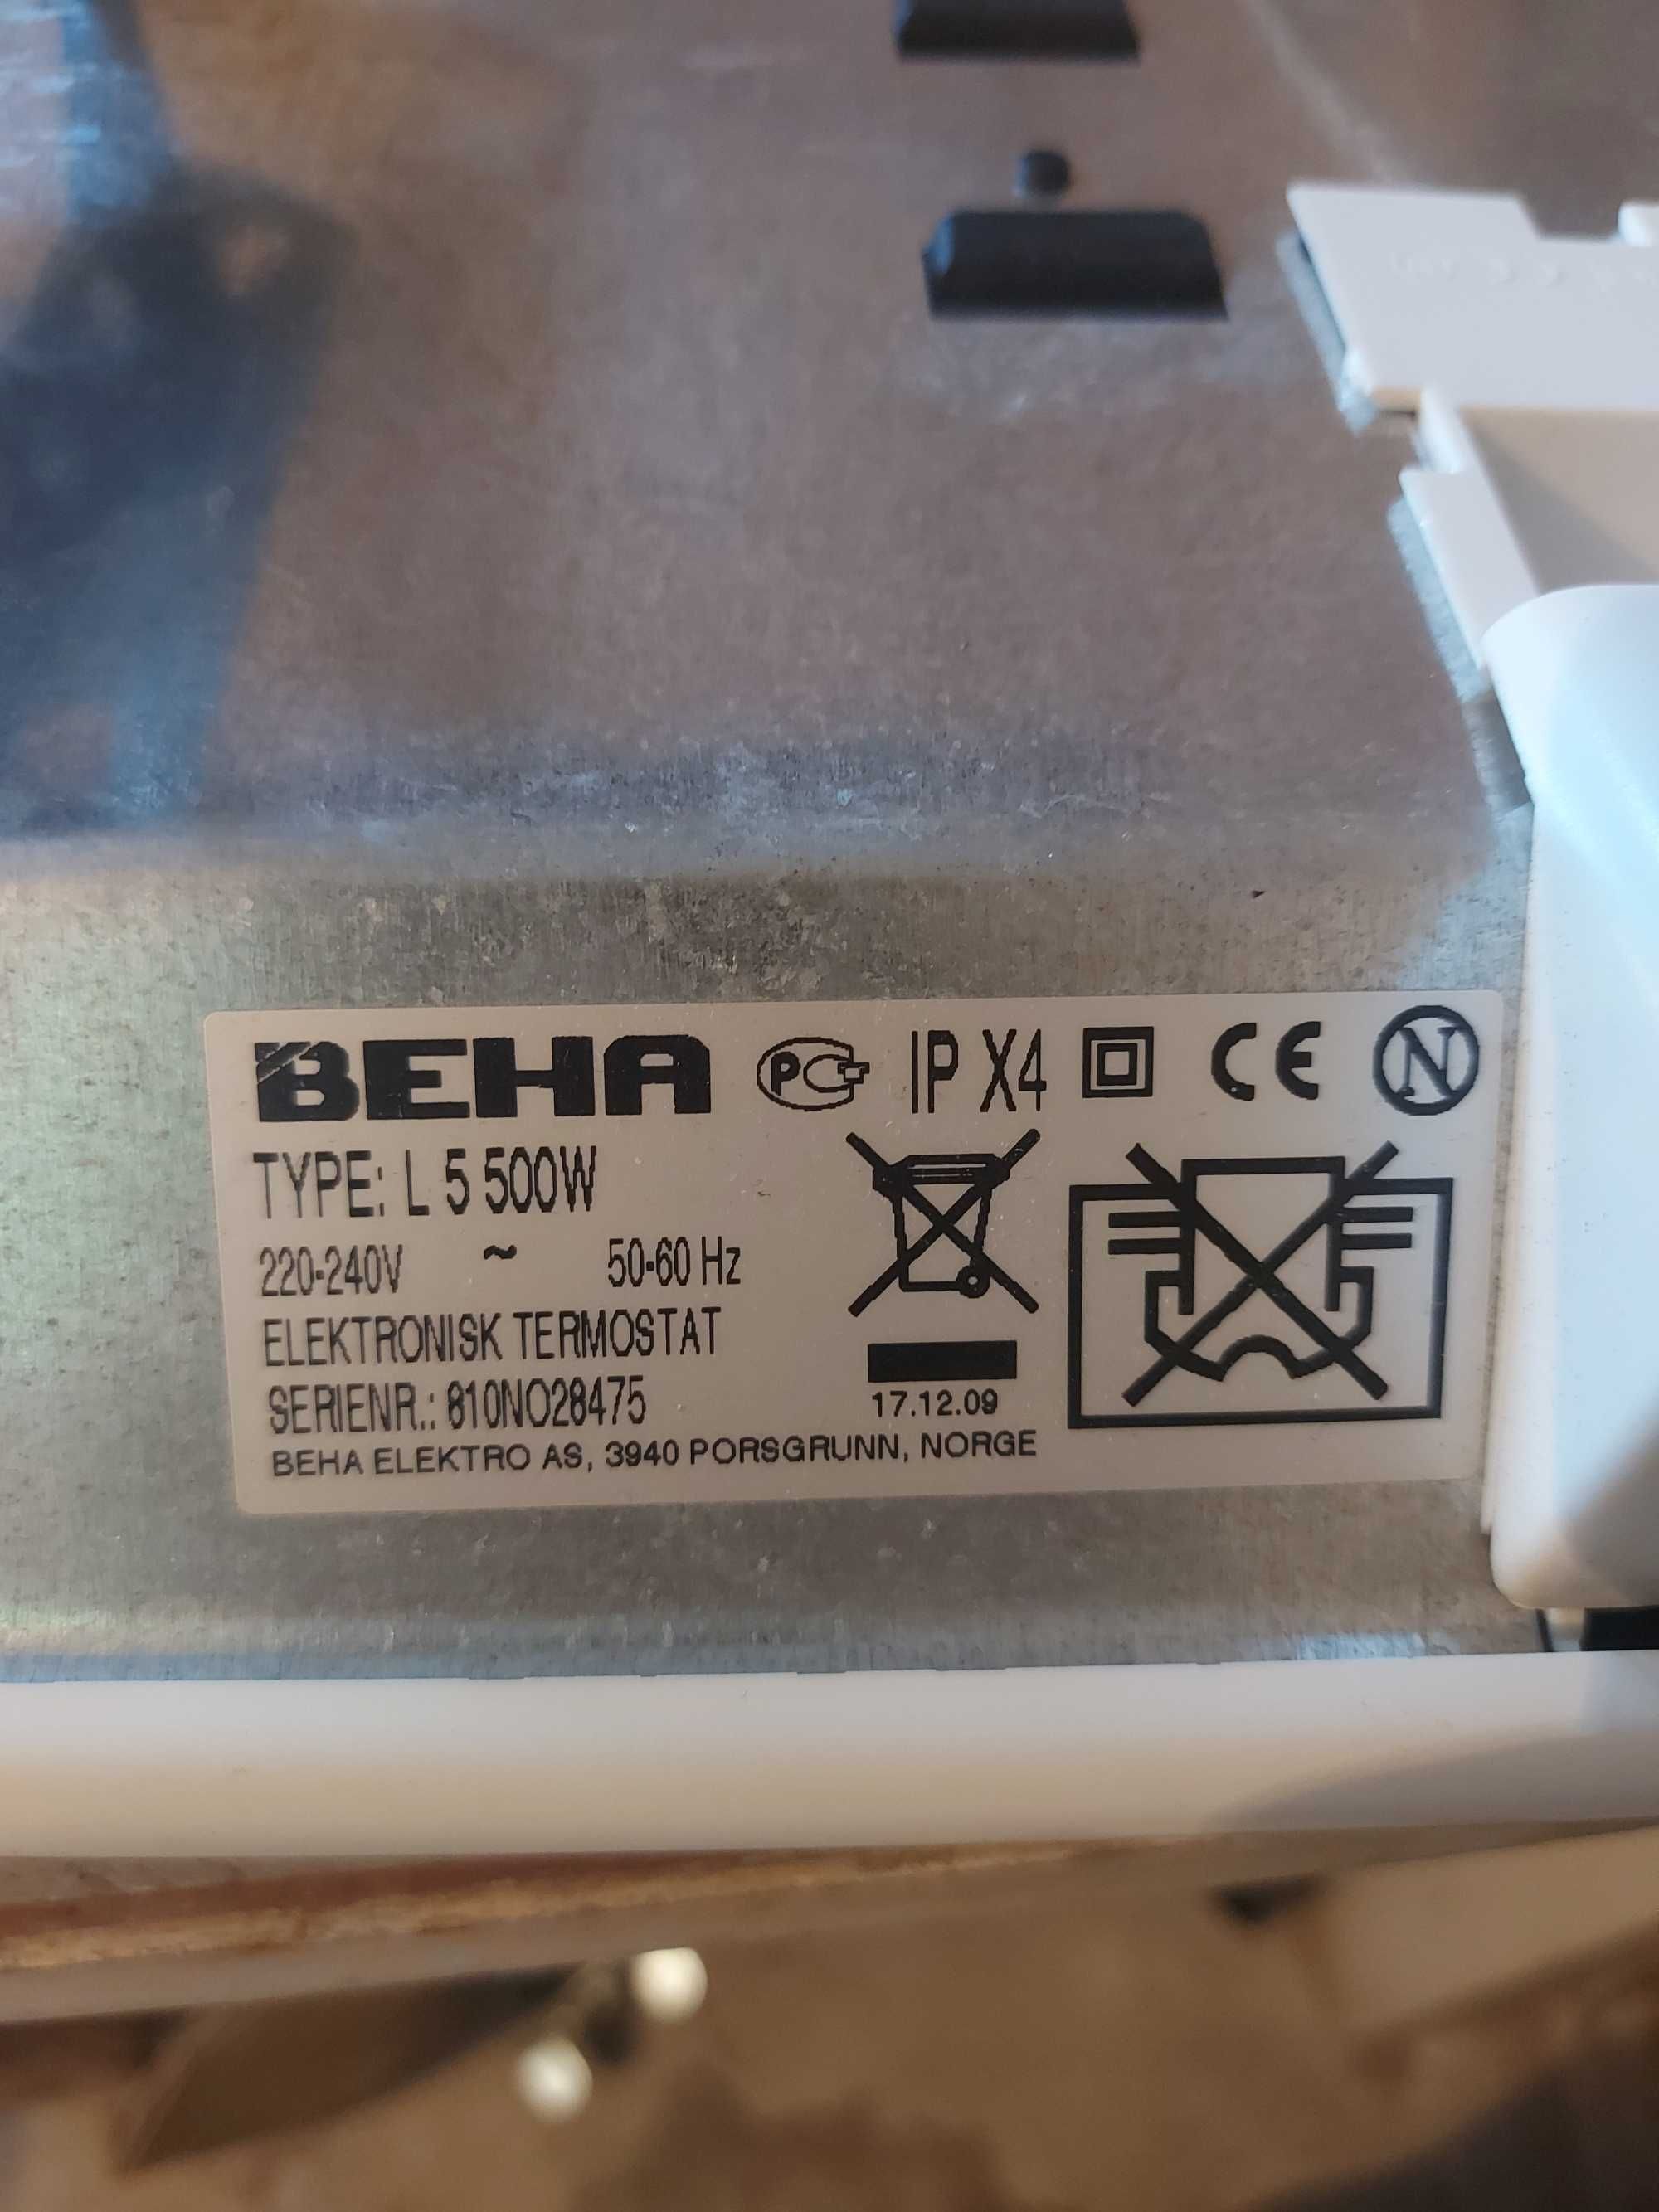 BEHA PCT IP X4 CE N
TYPE: L 5 500W
220-240V ~ 50-60 Hz
ELEKTRONISK TERMOSTAT
SERIENR.: 810NO28475
17.12.09
BEHA ELEKTRO AS, 3940 PORSGRUNN, NORGE